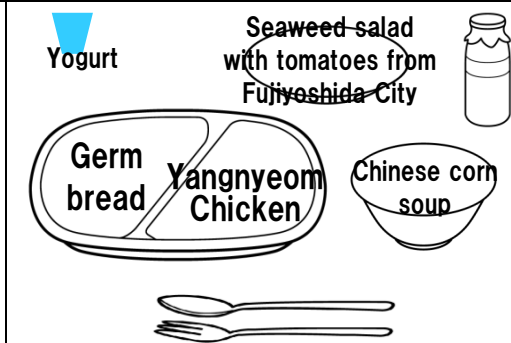 Yogurt
Seaweed salad
with tomatoes from
Fujiyoshida City
Germ
bread
Yangnyeom
Chicken
Chinese corn
soup